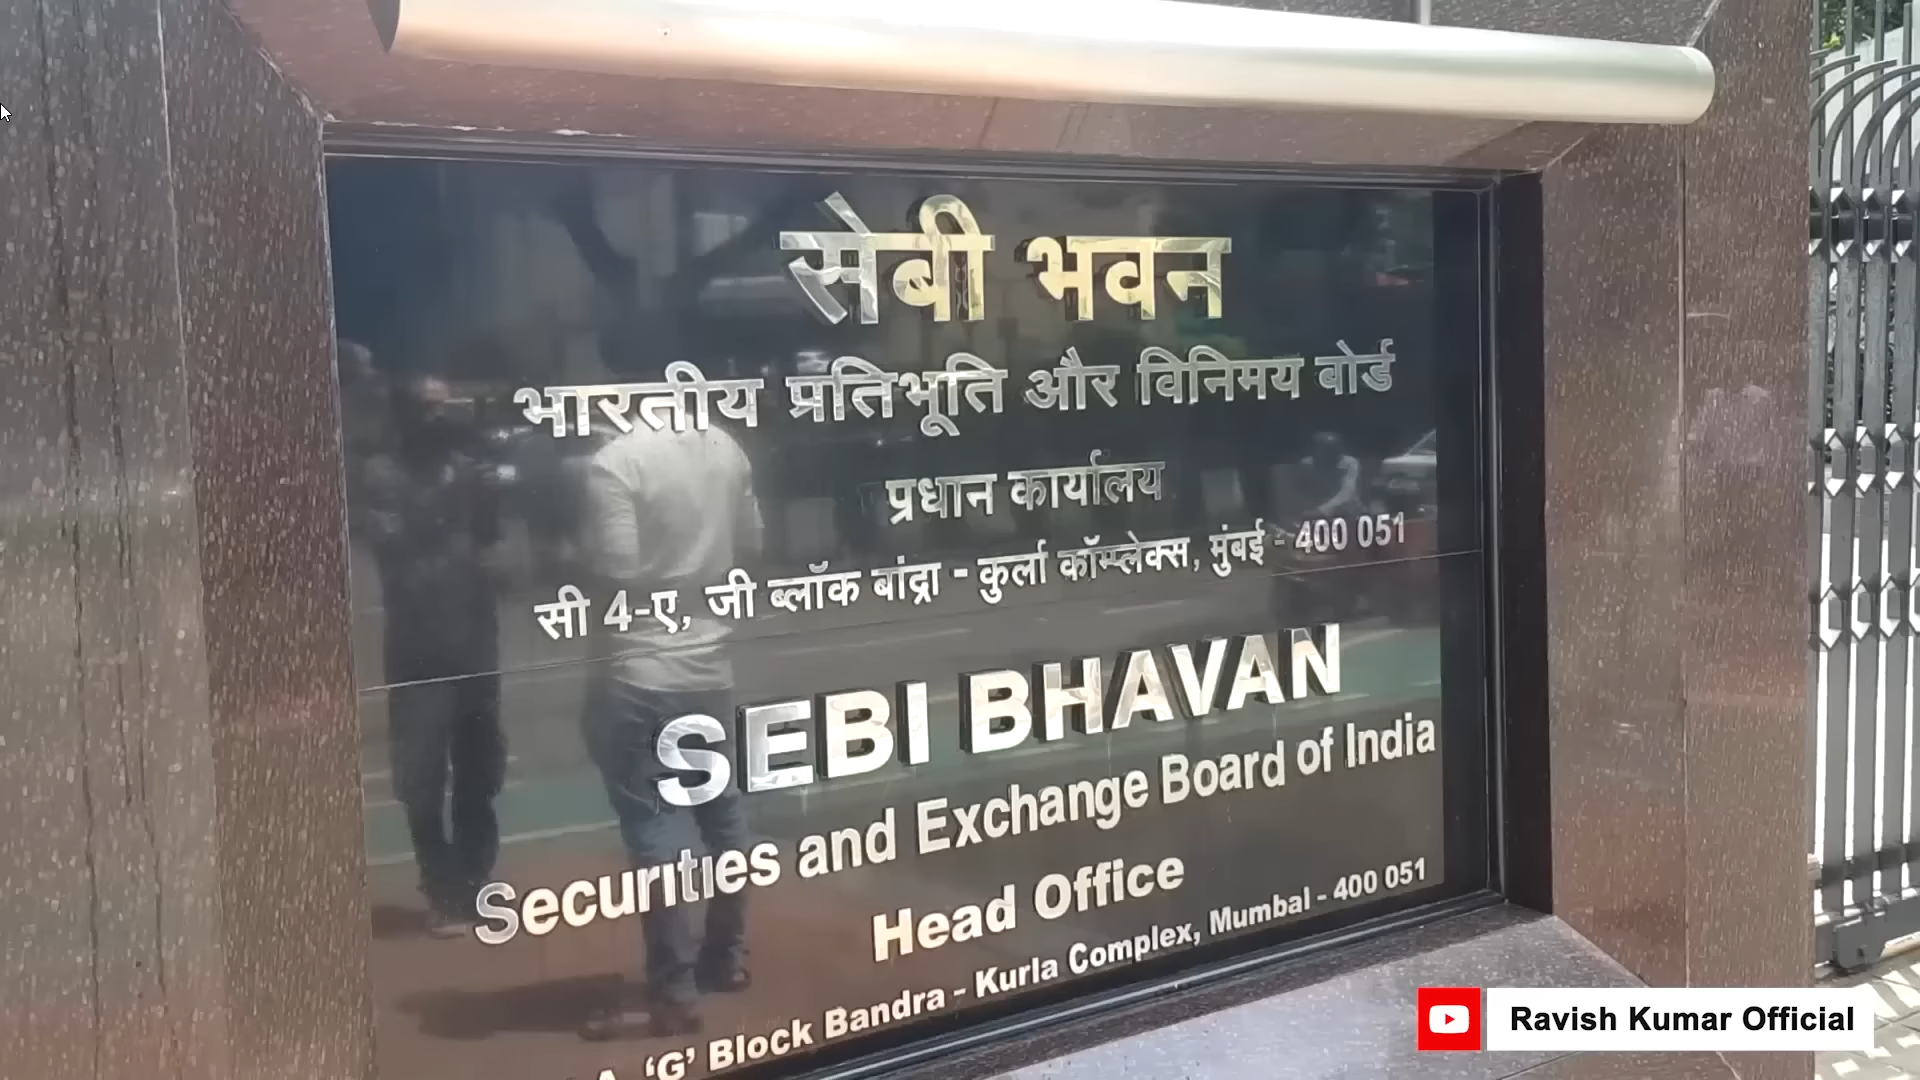 सेबी भवन
भारतीय प्रतिभूति और विनिमय बोर्ड
प्रधान कार्यालय
सी 4-ए, जी ब्लॉक बांद्रा - कुर्ला कॉम्प्लेक्स, मुंबई - 400 051
SEBI BHAVAN
Securities and Exchange Board of India
Head Office
A, ‘G’ Block Bandra - Kurla Complex, Mumbai - 400 051
Ravish Kumar Official